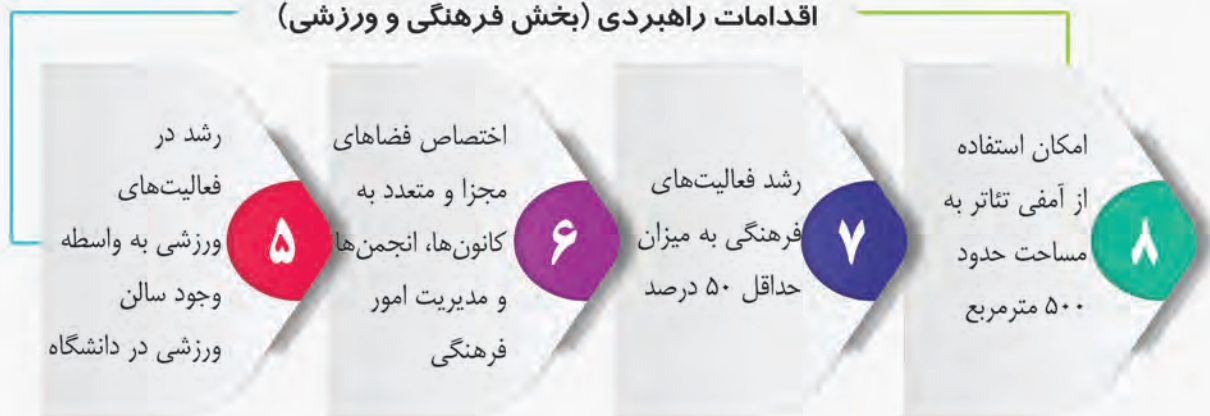 اقدامات راهبردی (بخش فرهنگی و ورزشی)
رشد در
فعالیت‌های
ورزشی به واسطه
وجود سالن
ورزشی در دانشگاه
۵
اختصاص فضاهای
مجزا و متعدد به
کانون‌ها، انجمن‌ها
و مدیریت امور
فرهنگی
۶
رشد فعالیت‌های
فرهنگی به میزان
حداقل ۵۰ درصد
۷
امکان استفاده
از آمفی تئاتر به
مساحت حدود
۵۰۰ مترمربع
۸